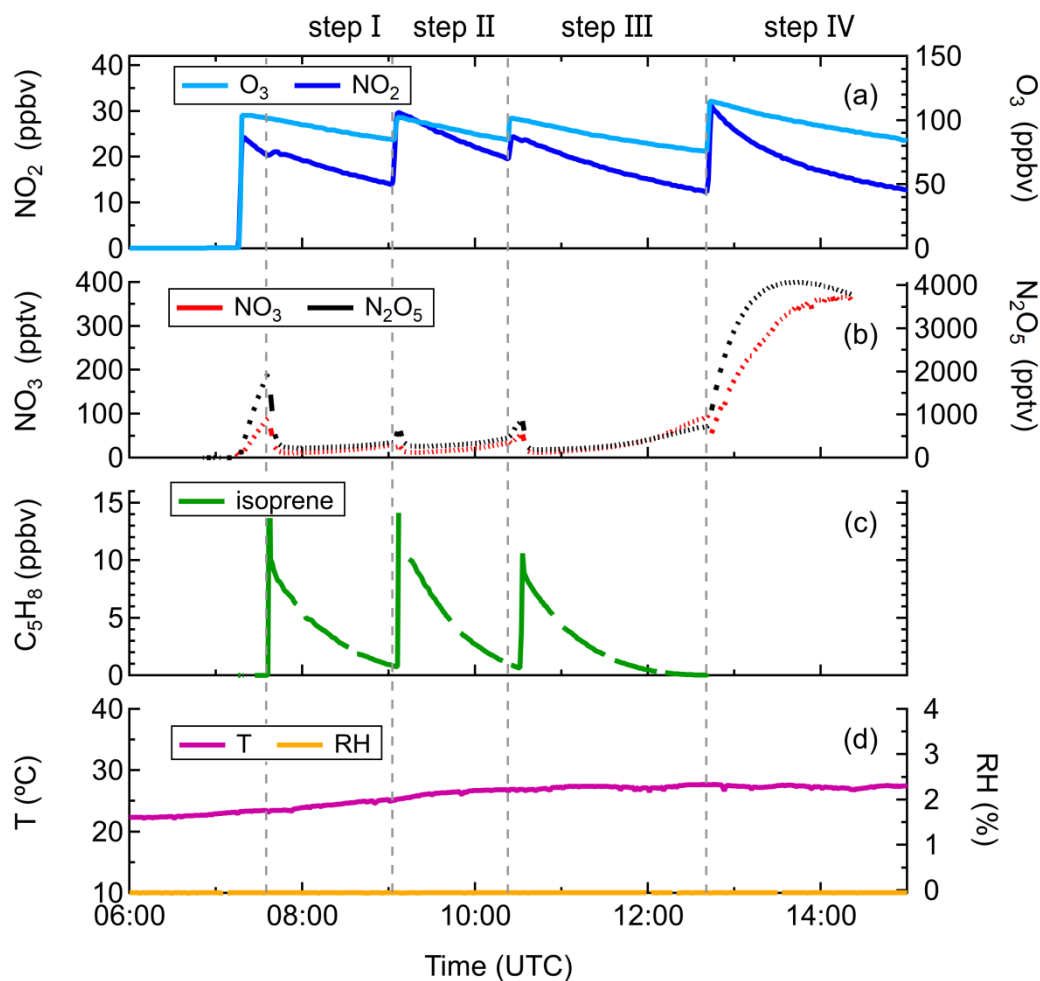 step I step II step III step IV
40 30 20 10 0
NO₂ (ppbv)
O₃ NO₂
(a)
150 100 50 0
O₃ (ppbv)
400 300 200 100 0
NO₃ (pptv)
NO₃ N₂O₅
(b)
4000 3000 2000 1000 0
N₂O₅ (pptv)
15 10 5 0
C₅H₈ (ppbv)
isoprene
(c)
40 30 20 10
T (ºC)
T RH
(d)
4 3 2 1 0
RH (%)
06:00 08:00 10:00 12:00 14:00
Time (UTC)